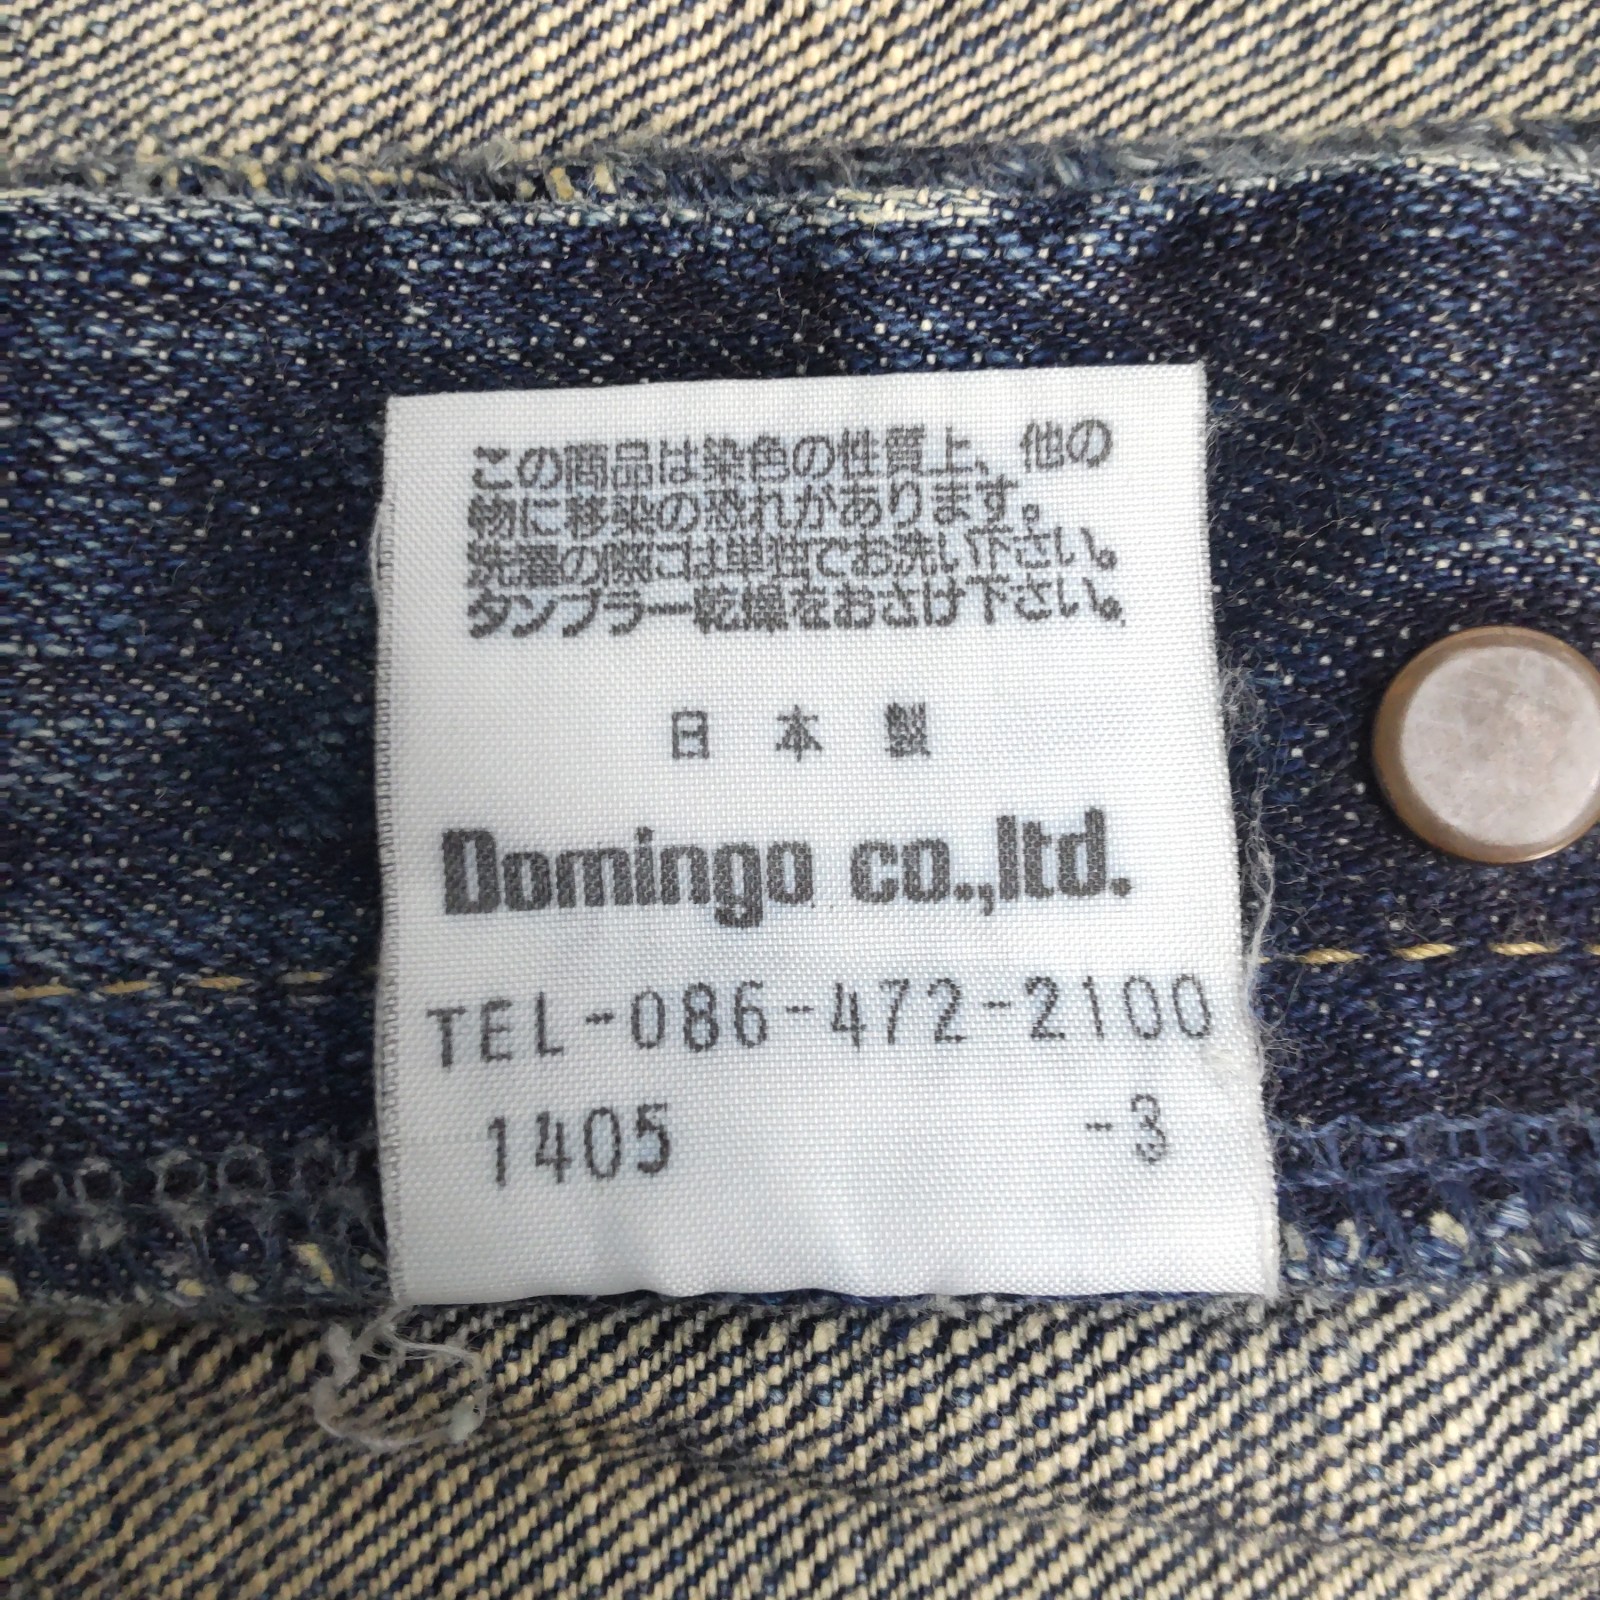 この商品は染色の性質上、他の
物に移染の恐れがあります。
洗濯の際には単独でお洗い下さい。
タンブラー乾燥をおさけ下さい。
日本製
Domingo co.,ltd.
TEL-086-472-2100
1405 -3